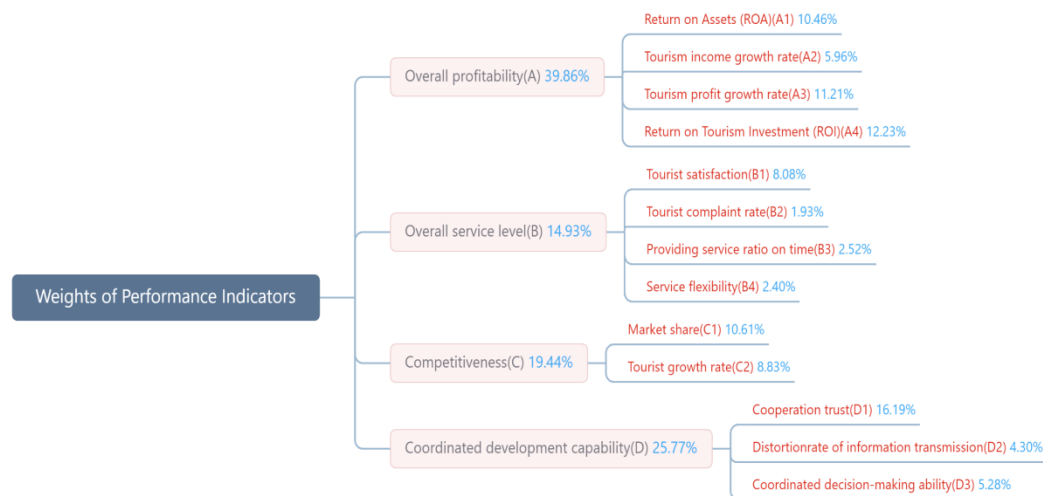 Return on Assets (ROA)(A1) 10.46%
Tourism income growth rate(A2) 5.96%
Overall profitability(A) 39.86%
Tourism profit growth rate(A3) 11.21%
Return on Tourism Investment (ROI)(A4) 12.23%
Tourist satisfaction(B1) 8.08%
Tourist complaint rate(B2) 1.93%
Overall service level(B) 14.93%
Providing service ratio on time(B3) 2.52%
Service flexibility(B4) 2.40%
Weights of Performance Indicators
Market share(C1) 10.61%
Competitiveness(C) 19.44%
Tourist growth rate(C2) 8.83%
Cooperation trust(D1) 16.19%
Coordinated development capability(D) 25.77%
Distortionrate of information transmission(D2) 4.30%
Coordinated decision-making ability(D3) 5.28%